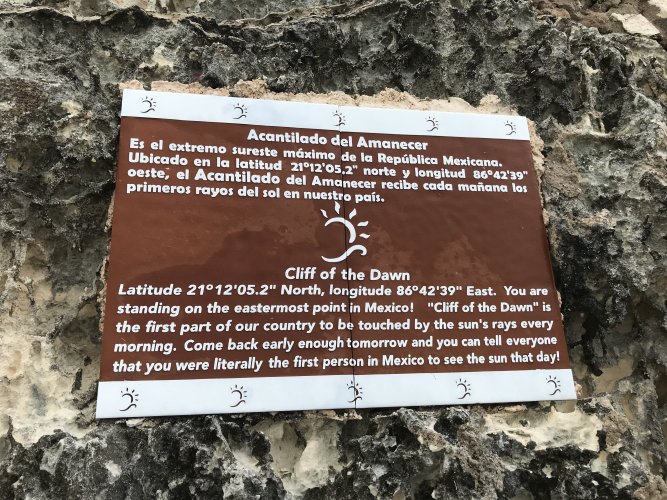 Acantilado del Amanecer
Es el extremo sureste máximo de la República Mexicana.
Ubicado en la latitud 21°12'05.2" norte y longitud 86°42'39"
oeste, el Acantilado del Amanecer recibe cada mañana los
primeros rayos del sol en nuestro país.
Cliff of the Dawn
Latitude 21°12'05.2" North, longitude 86°42'39" East. You are
standing on the eastermost point in Mexico! "Cliff of the Dawn" is
the first part of our country to be touched by the sun's rays every
morning. Come back early enough tomorrow and you can tell everyone
that you were literally the first person in Mexico to see the sun that day!